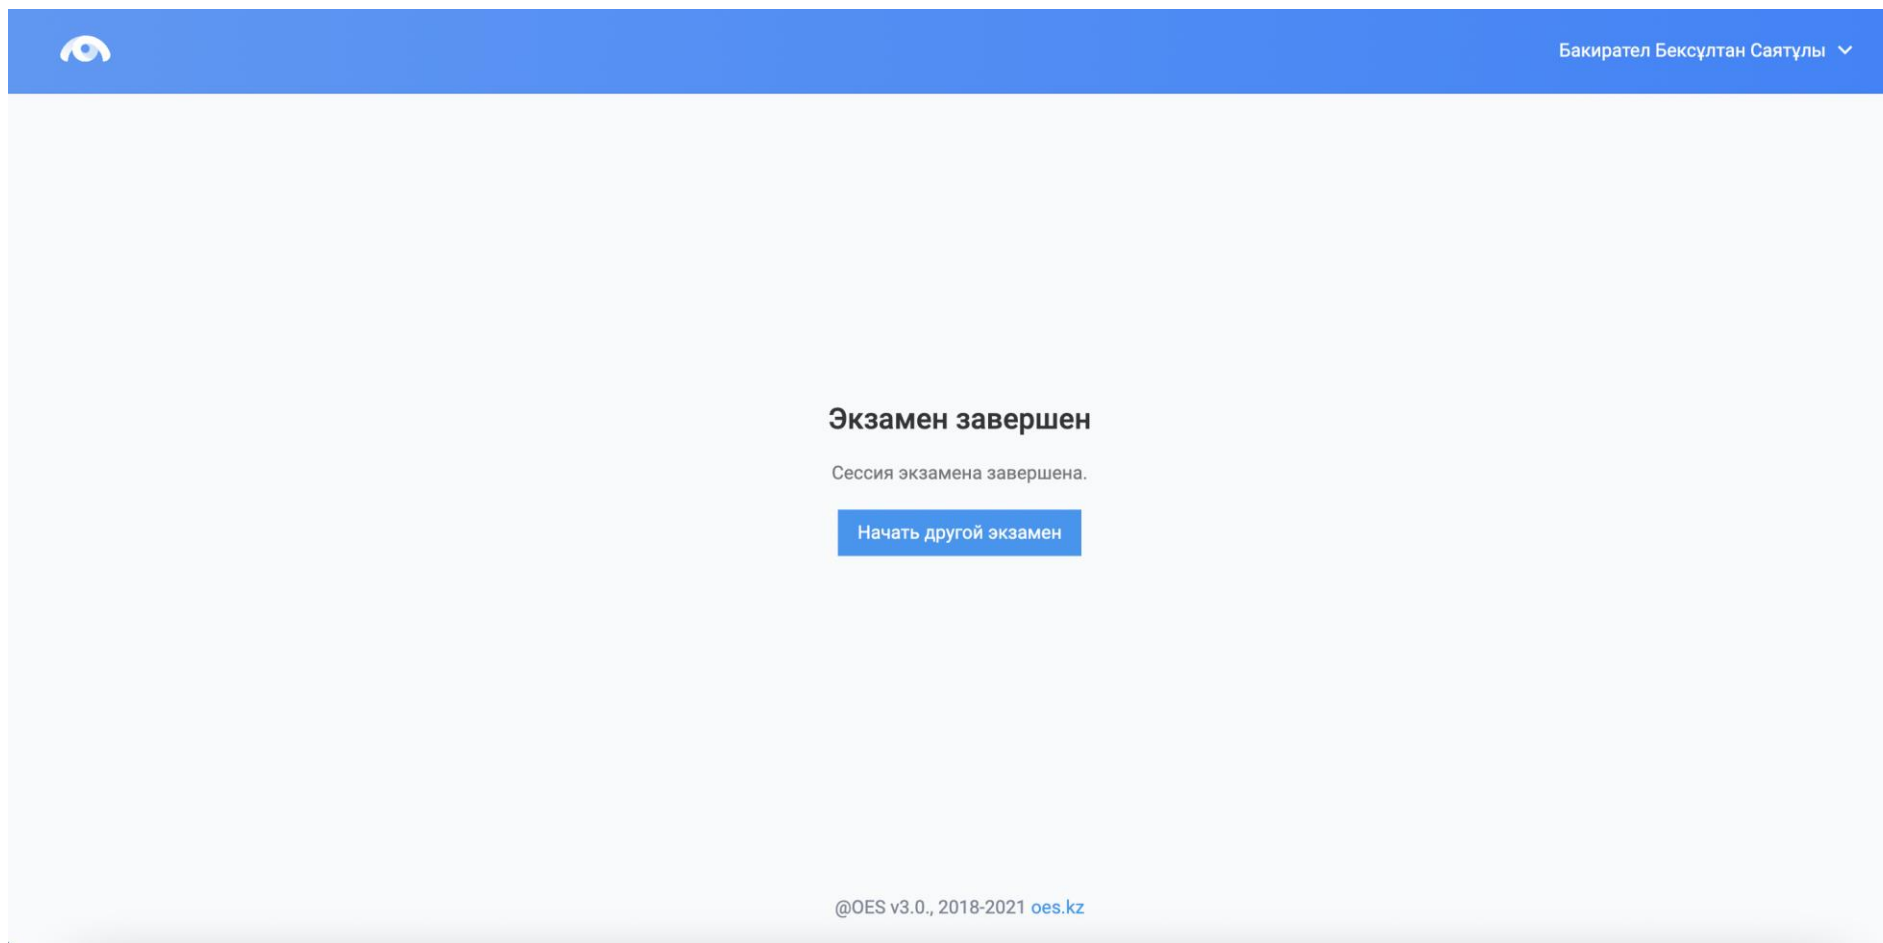 Бакирател Бексұлтан Саятұлы
Экзамен завершен
Сессия экзамена завершена.
Начать другой экзамен
@OES v3.0., 2018-2021 oes.kz